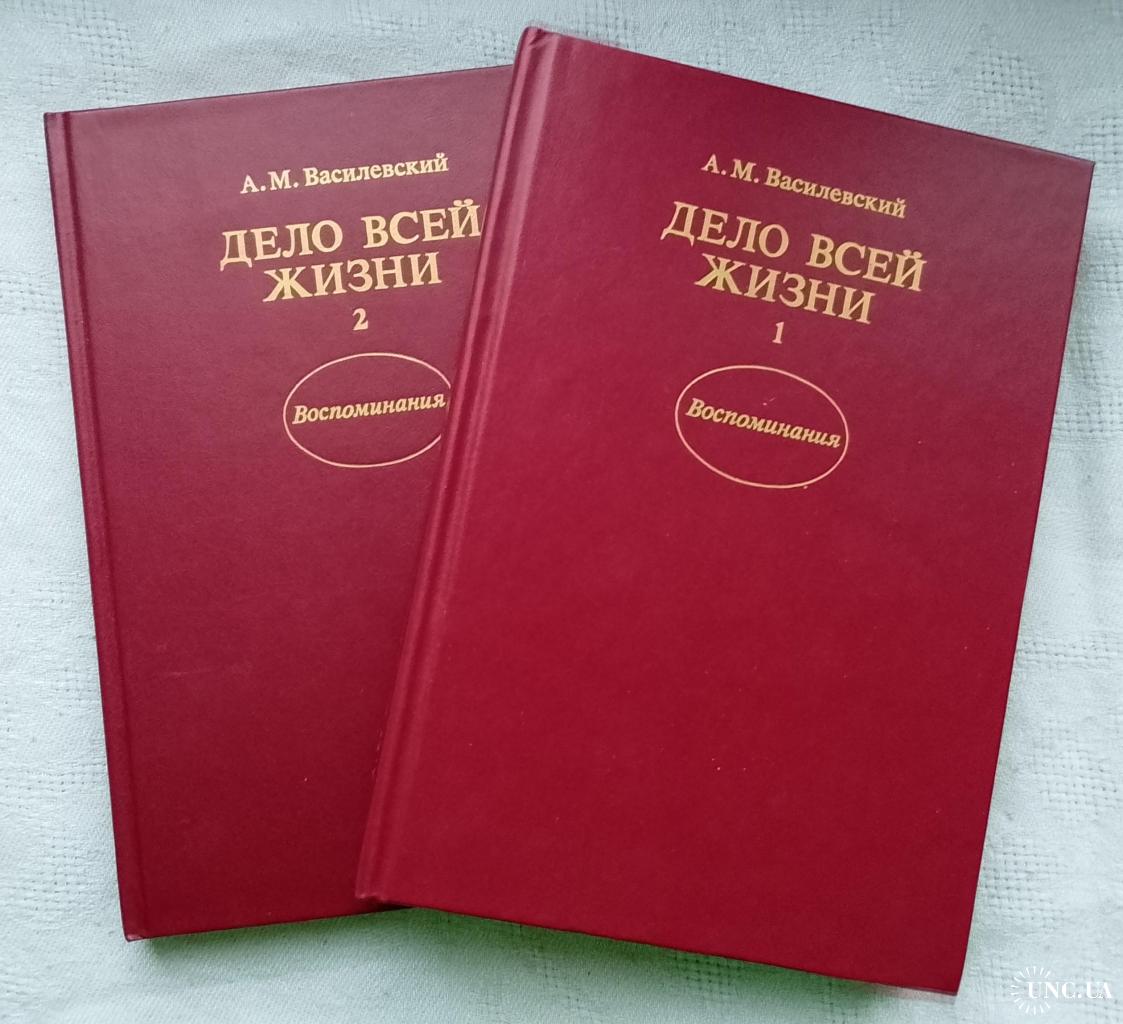 А. М. Василевский
ДЕЛО ВСЕЙ
ЖИЗНИ
2
Воспоминания
А. М. Василевский
ДЕЛО ВСЕЙ
ЖИЗНИ
1
Воспоминания
UNC.UA